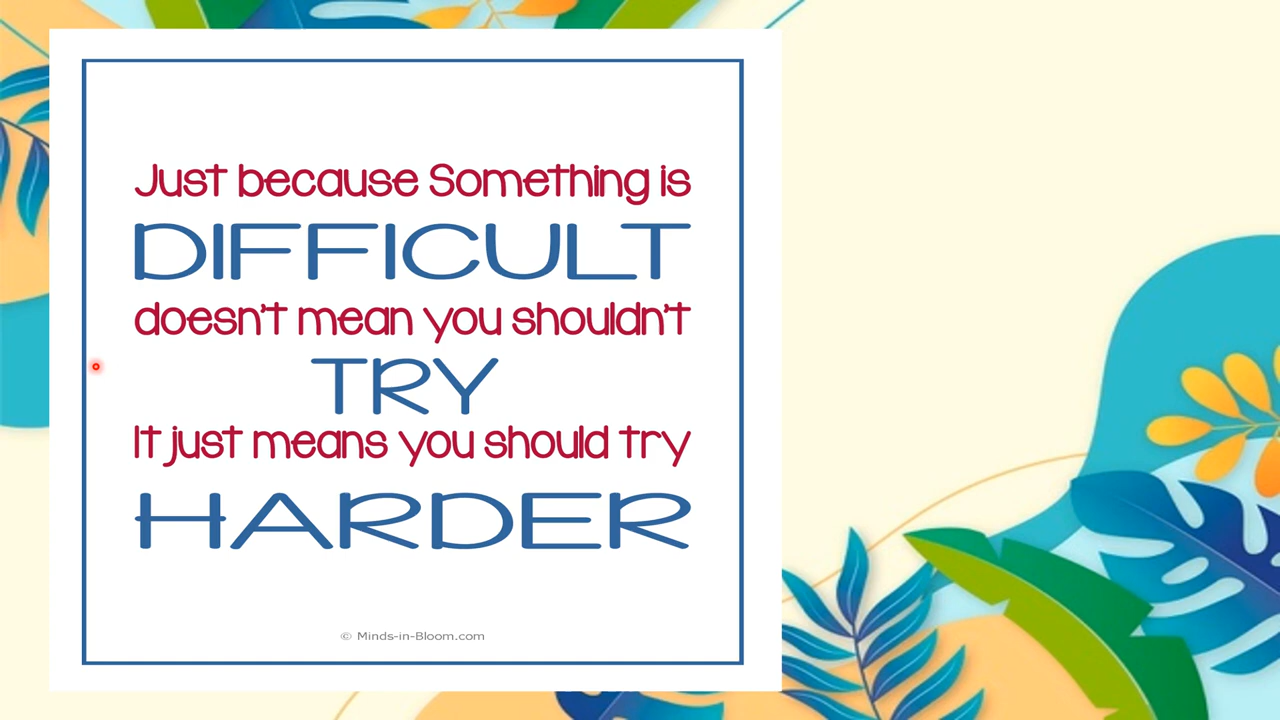 Just because Something is
DIFFICULT
doesn't mean you shouldn't
TRY
It just means you should try
HARDER
© Minds-in-Bloom.com